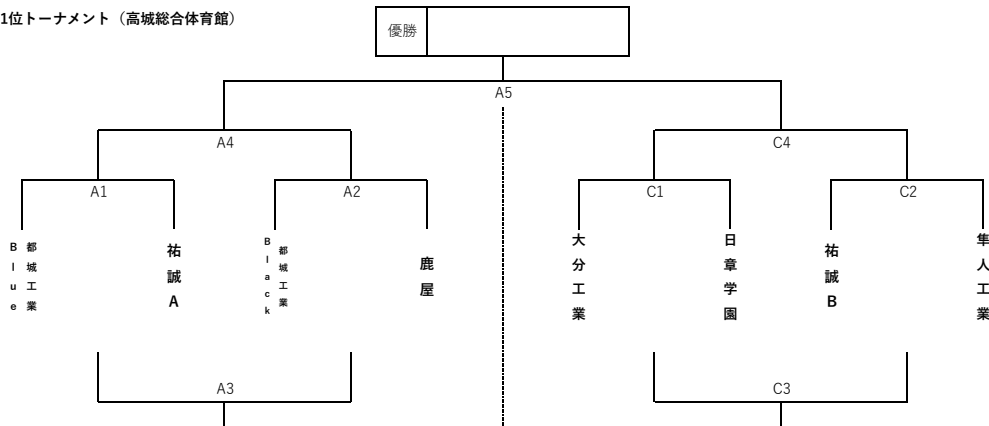 1位トーナメント（高城総合体育館）
優勝
A5
A4
C4
A1
A2
C1
C2
都城工業
Blue
祐誠A
都城工業
Black
鹿屋
大分工業
日章学園
祐誠B
隼人工業
A3
C3